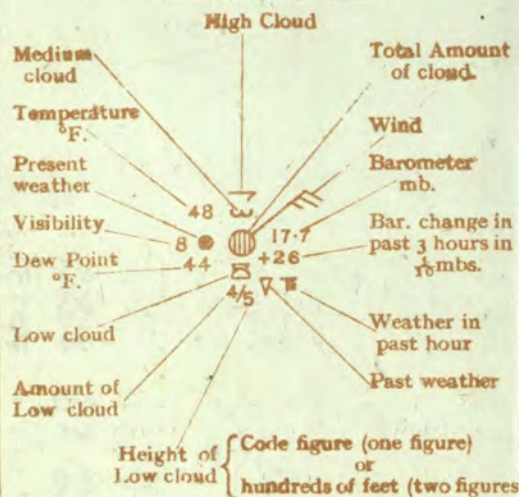 High Cloud
Medium
cloud
Total Amount
of cloud.
Temperature
°F.
Wind
Present
weather
Barometer
mb.
48
Visibility
8
17·7
Bar. change in
past 3 hours in
1/10 mbs.
+26
Dew Point
°F.
44
4/5
Low cloud
Weather in
past hour
Amount of
Low cloud
Past weather
Height of
Low cloud
Code figure (one figure)
or
hundreds of feet (two figures